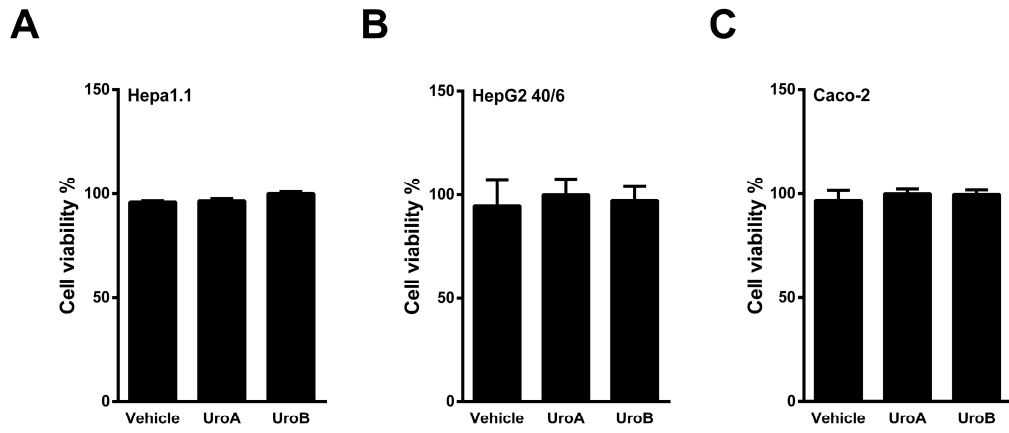 A
B
C
Hepa1.1
150
100
50
0
Cell viability %
Vehicle UroA UroB
HepG2 40/6
150
100
50
0
Cell viability %
Vehicle UroA UroB
Caco-2
150
100
50
0
Cell viability %
Vehicle UroA UroB